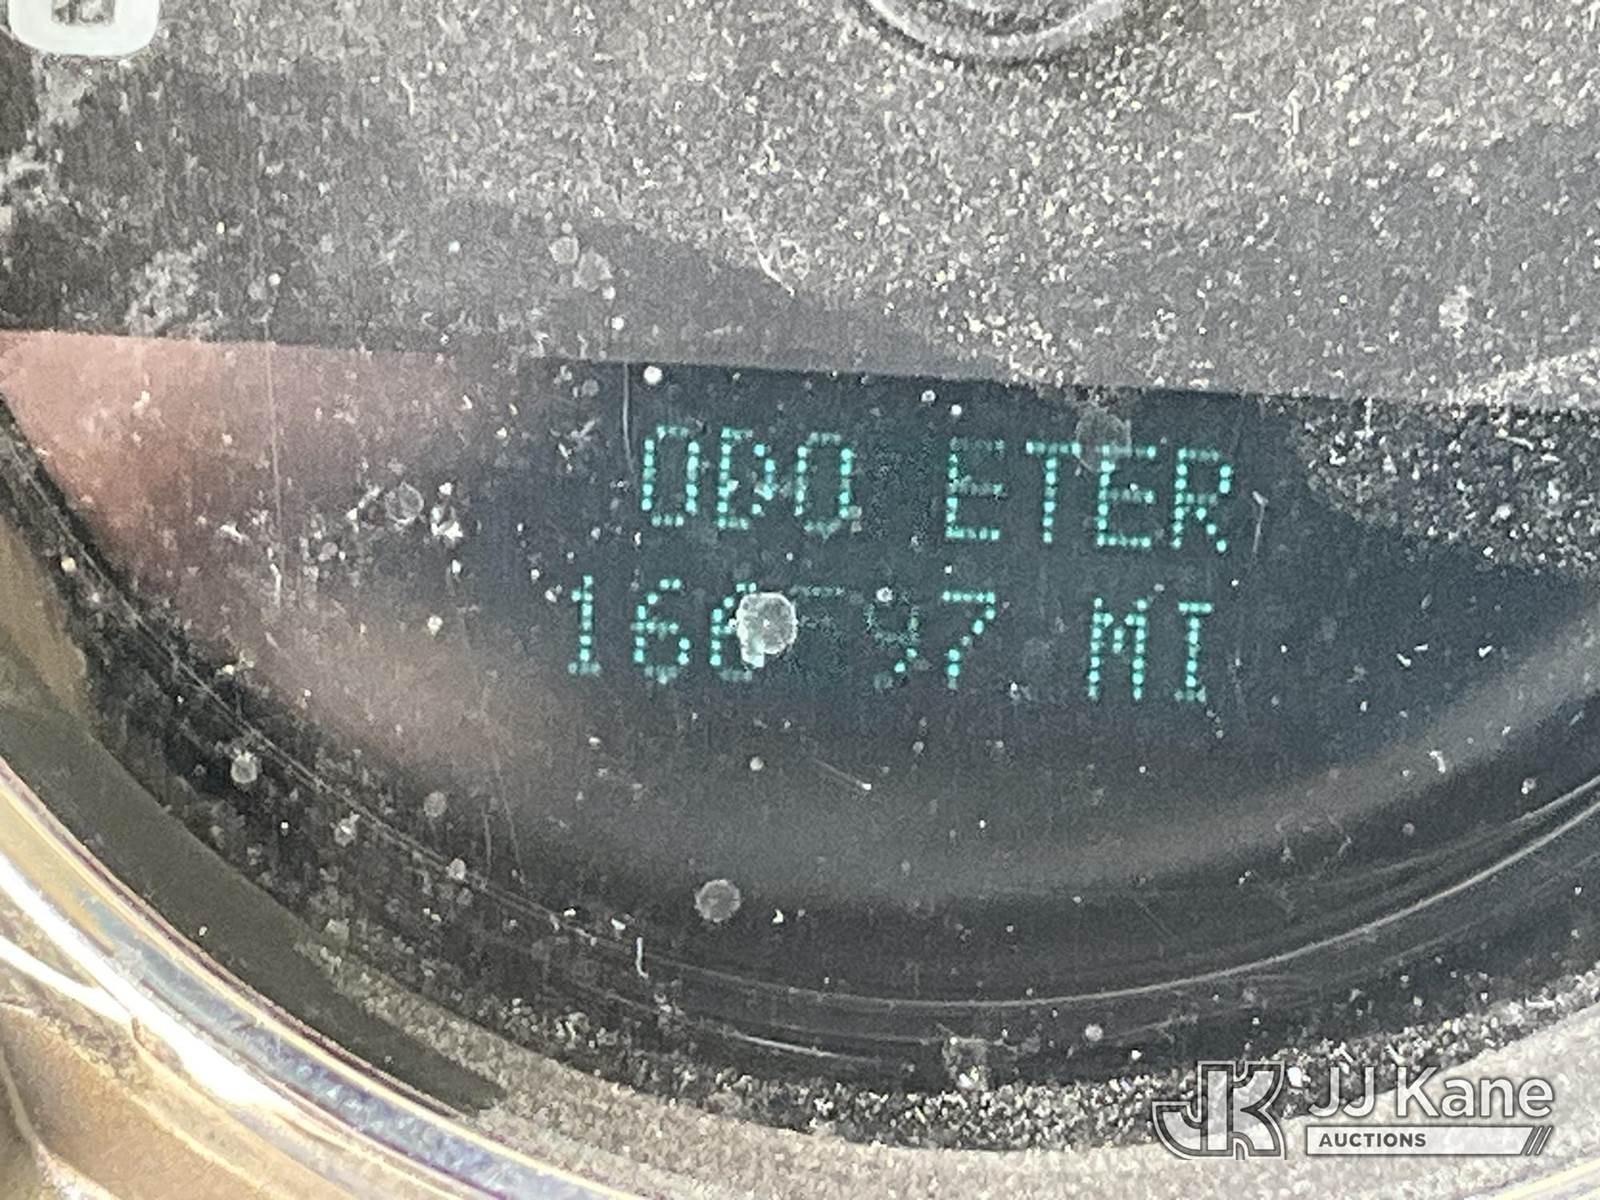 ODO ETER
MI
JJ Kane
AUCTIONS